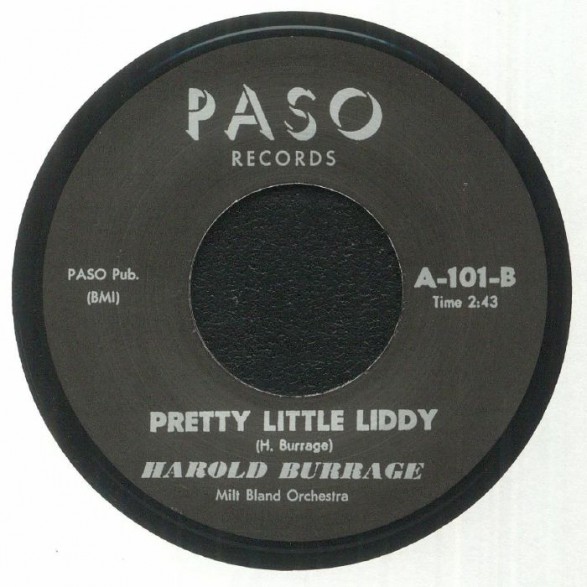 PASO
RECORDS
PASO Pub.
(BMI)
A-101-B
Time 2:43
PRETTY LITTLE LIDDY
(H. Burrage)
HAROLD BURRAGE
Milt Bland Orchestra